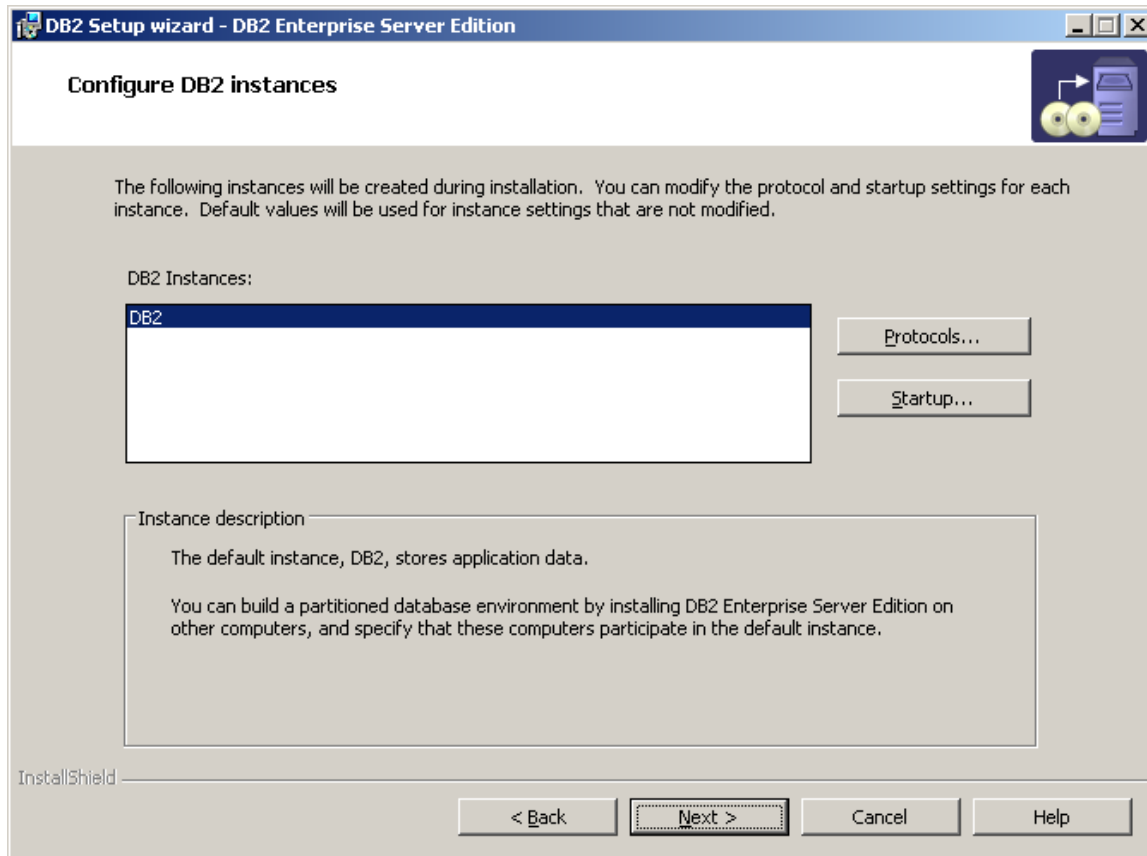 DB2 Setup wizard - DB2 Enterprise Server Edition
Configure DB2 instances
The following instances will be created during installation. You can modify the protocol and startup settings for each
instance. Default values will be used for instance settings that are not modified.
DB2 Instances:
DB2
Protocols...
Startup...
Instance description
The default instance, DB2, stores application data.
You can build a partitioned database environment by installing DB2 Enterprise Server Edition on
other computers, and specify that these computers participate in the default instance.
InstallShield
< Back
Next >
Cancel
Help